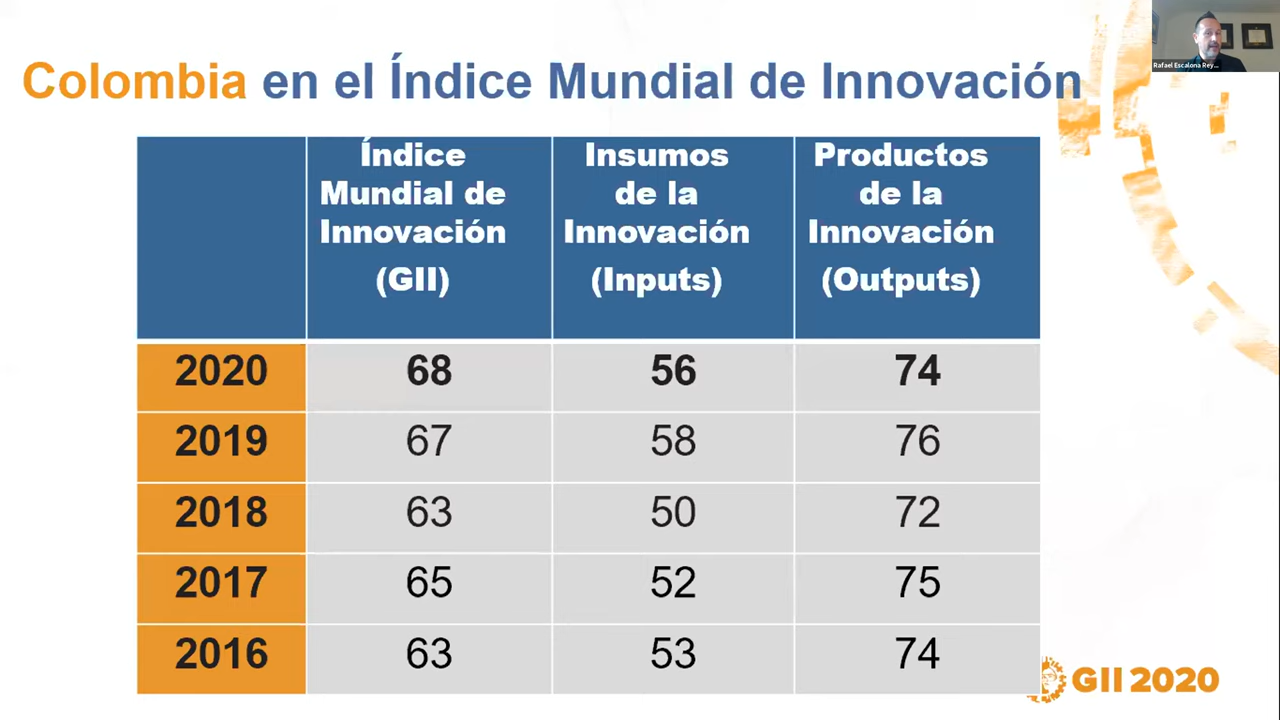 Colombia en el Índice Mundial de Innovación
Rafael Escalona Rey...
Índice
Mundial de
Innovación
(GII)
Insumos
de la
Innovación
(Inputs)
Productos
de la
Innovación
(Outputs)
2020 68 56 74
2019 67 58 76
2018 63 50 72
2017 65 52 75
2016 63 53 74
GII 2020